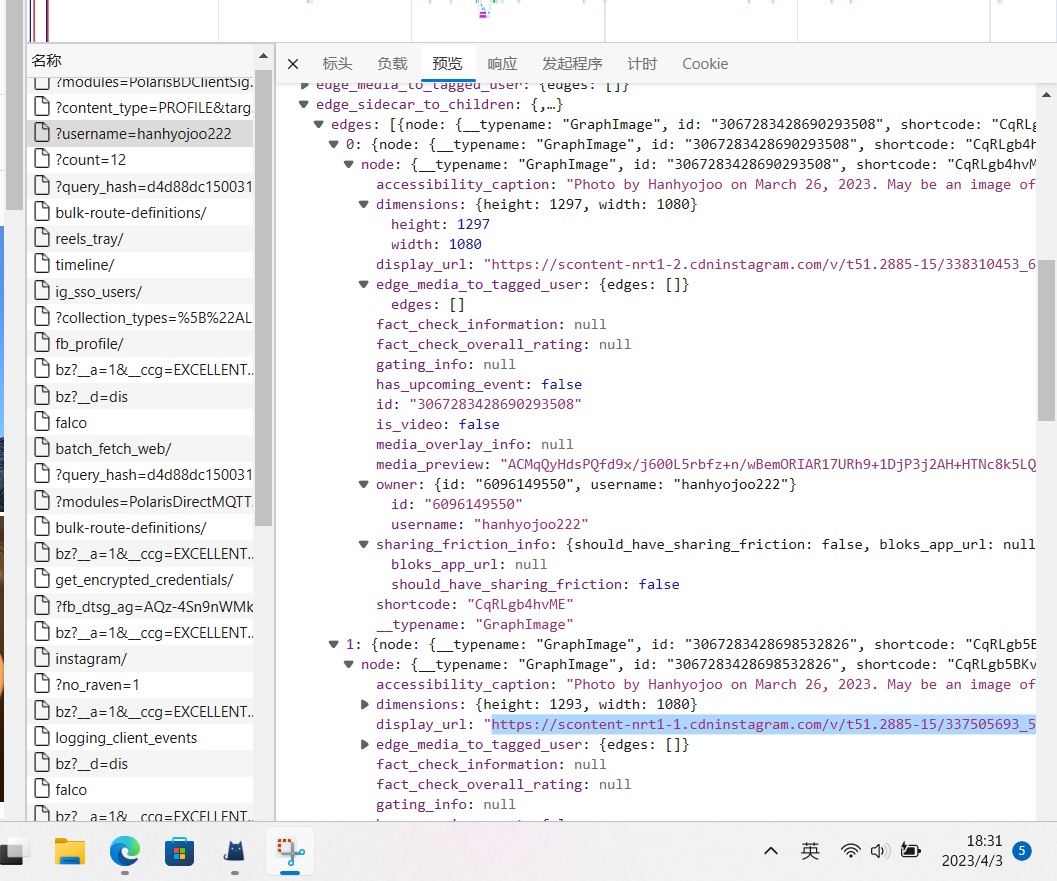 名称
?modules=PolarisBDClientSig.
?content_type=PROFILE&targ.
?username=hanhyojoo222
?count=12
?query_hash=d4d88dc150031
bulk-route-definitions/
reels_tray/
timeline/
ig_sso_users/
?collection_types=%5B%22AL
fb_profile/
bz?__a=1&__ccg=EXCELLENT..
bz?__d=dis
falco
batch_fetch_web/
?query_hash=d4d88dc150031
?modules=PolarisDirectMQTT
bulk-route-definitions/
bz?__a=1&__ccg=EXCELLENT..
get_encrypted_credentials/
?fb_dtsg_ag=AQz-4Sn9nWMk
bz?__a=1&__ccg=EXCELLENT..
instagram/
?no_raven=1
bz?__a=1&__ccg=EXCELLENT..
logging_client_events
bz?__d=dis
falco
bz?__a=1&__ccg=EXCELLENT..
标头 负载 预览 响应 发起程序 计时 Cookie
edge_media_to_tagged_user: {edges: []}
edge_sidecar_to_children: {,…}
edges: [{node: {__typename: "GraphImage", id: "3067283428690293508", shortcode: "CqRLg
0: {node: {__typename: "GraphImage", id: "3067283428690293508", shortcode: "CqRLgb4h
node: {__typename: "GraphImage", id: "3067283428690293508", shortcode: "CqRLgb4hvM
accessibility_caption: "Photo by Hanhyojoo on March 26, 2023. May be an image of
dimensions: {height: 1297, width: 1080}
height: 1297
width: 1080
display_url: "https://scontent-nrt1-2.cdninstagram.com/v/t51.2885-15/338310453_6
edge_media_to_tagged_user: {edges: []}
edges: []
fact_check_information: null
fact_check_overall_rating: null
gating_info: null
has_upcoming_event: false
id: "3067283428690293508"
is_video: false
media_overlay_info: null
media_preview: "ACMqQyHdsPQfd9x/j600L5rbfz+n/wBemORIAR17URh9+1DjP3j2AH+HTNc8k5LQ
owner: {id: "6096149550", username: "hanhyojoo222"}
id: "6096149550"
username: "hanhyojoo222"
sharing_friction_info: {should_have_sharing_friction: false, bloks_app_url: null
bloks_app_url: null
should_have_sharing_friction: false
shortcode: "CqRLgb4hvME"
__typename: "GraphImage"
1: {node: {__typename: "GraphImage", id: "3067283428698532826", shortcode: "CqRLgb5B
node: {__typename: "GraphImage", id: "3067283428698532826", shortcode: "CqRLgb5BKv
accessibility_caption: "Photo by Hanhyojoo on March 26, 2023. May be an image of
dimensions: {height: 1293, width: 1080}
display_url: "https://scontent-nrt1-1.cdninstagram.com/v/t51.2885-15/337505693_5
edge_media_to_tagged_user: {edges: []}
fact_check_information: null
fact_check_overall_rating: null
gating_info: null
英
18:31
2023/4/3
5